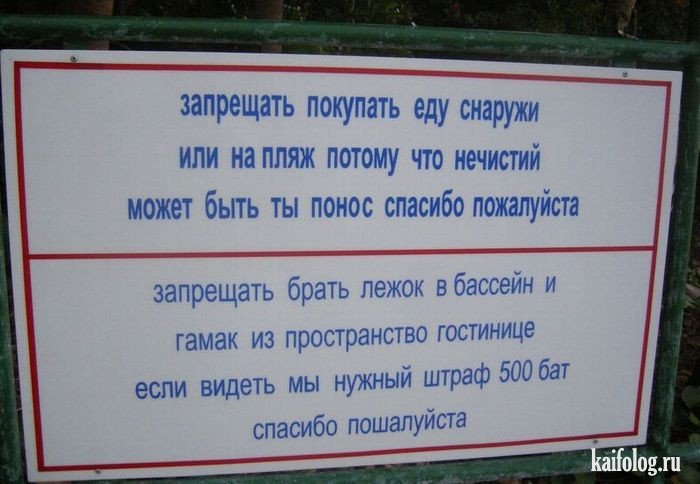 запрещать покупать еду снаружи
или на пляж потому что нечистий
может быть ты понос спасибо пожалуйста
запрещать брать лежок в бассейн и
гамак из пространство гостинице
если видеть мы нужный штраф 500 бат
спасибо пошалуйста
kaifolog.ru